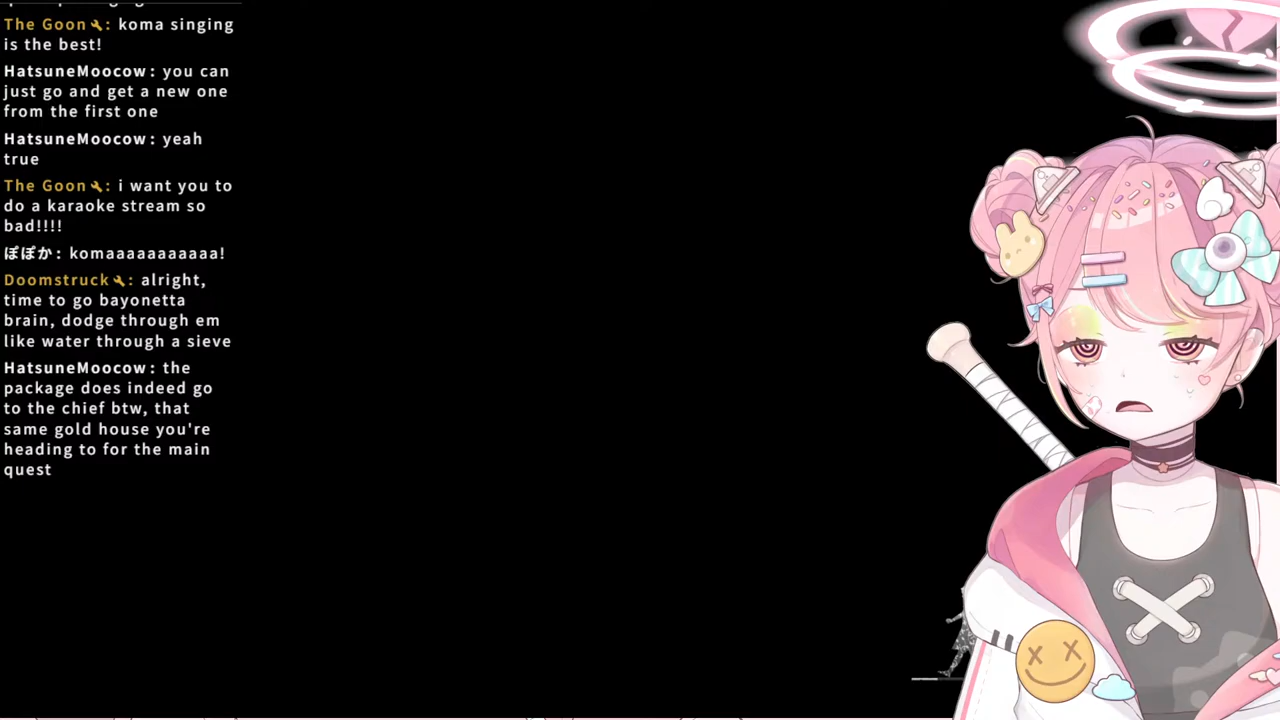 The Goon: koma singing
is the best!
HatsuneMoocow: you can
just go and get a new one
from the first one
HatsuneMoocow: yeah
true
The Goon: i want you to
do a karaoke stream so
bad!!!!
ぽぽか: komaaaaaaaaaaa!
Doomstruck: alright,
time to go bayonetta
brain, dodge through em
like water through a sieve
HatsuneMoocow: the
package does indeed go
to the chief btw, that
same gold house you're
heading to for the main
quest